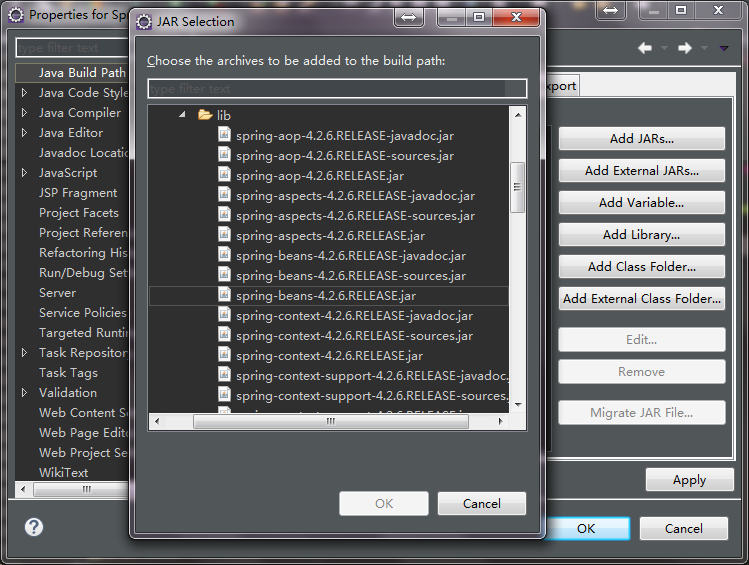 Properties for Sp
JAR Selection
type filter text
Java Build Path
Java Code Style
Java Compiler
Java Editor
Javadoc Locatio
JavaScript
JSP Fragment
Project Facets
Project Referen
Refactoring His
Run/Debug Set
Server
Service Policies
Targeted Runtin
Task Repositor
Task Tags
Validation
Web Content Se
Web Page Edito
Web Project Se
WikiText
Choose the archives to be added to the build path:
type filter text
lib
spring-aop-4.2.6.RELEASE-javadoc.jar
spring-aop-4.2.6.RELEASE-sources.jar
spring-aop-4.2.6.RELEASE.jar
spring-aspects-4.2.6.RELEASE-javadoc.jar
spring-aspects-4.2.6.RELEASE-sources.jar
spring-aspects-4.2.6.RELEASE.jar
spring-beans-4.2.6.RELEASE-javadoc.jar
spring-beans-4.2.6.RELEASE-sources.jar
spring-beans-4.2.6.RELEASE.jar
spring-context-4.2.6.RELEASE-javadoc.jar
spring-context-4.2.6.RELEASE-sources.jar
spring-context-4.2.6.RELEASE.jar
spring-context-support-4.2.6.RELEASE-javadoc.
spring-context-support-4.2.6.RELEASE-sources.
OK
Cancel
xport
Add JARs...
Add External JARs...
Add Variable...
Add Library...
Add Class Folder...
Add External Class Folder...
Edit...
Remove
Migrate JAR File...
Apply
OK
Cancel